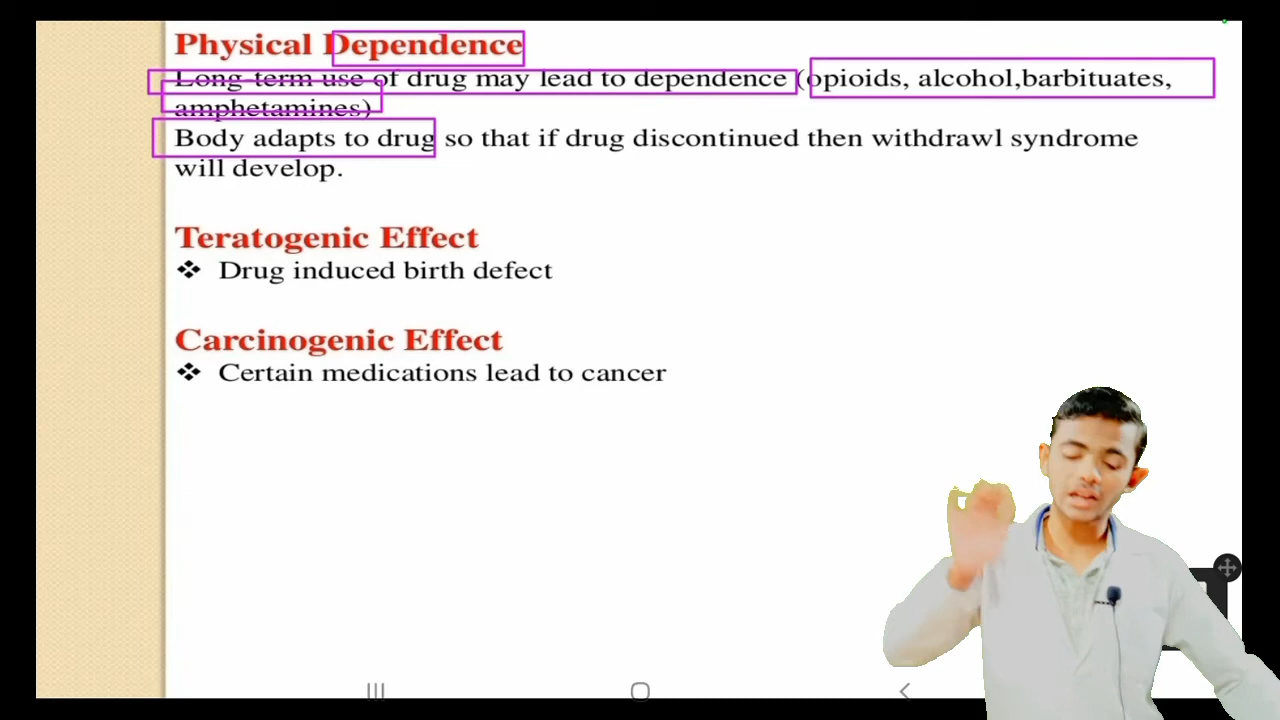 Physical Dependence
Long-term use of drug may lead to dependence (opioids, alcohol,barbituates,
amphetamines)
Body adapts to drug so that if drug discontinued then withdrawl syndrome
will develop.
Teratogenic Effect
❖ Drug induced birth defect
Carcinogenic Effect
❖ Certain medications lead to cancer